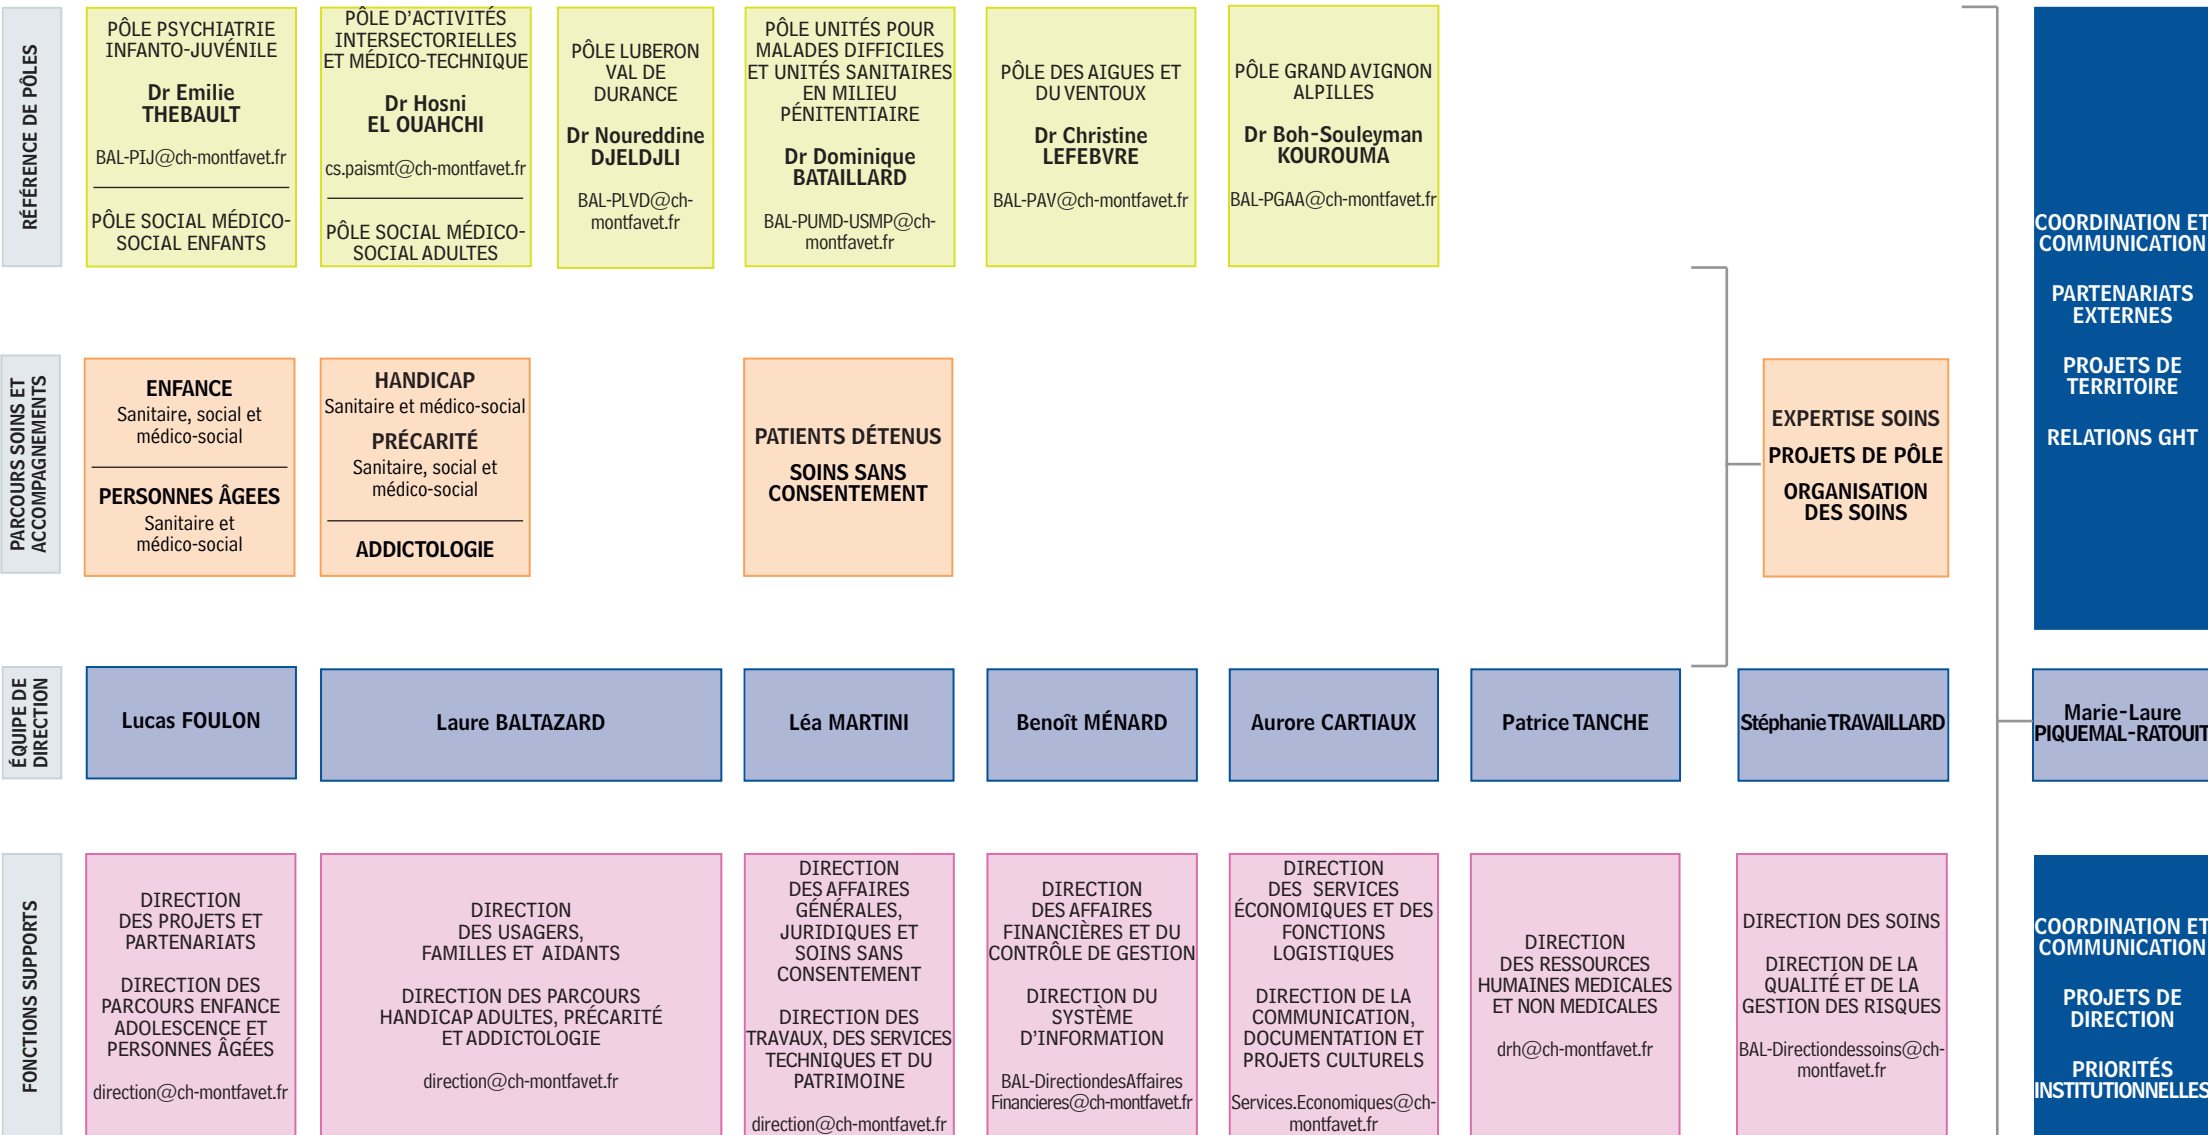 RÉFÉRENCE DE PÔLES
PÔLE PSYCHIATRIE
INFANTO-JUVÉNILE
Dr Emilie
THEBAULT
BAL-PIJ@ch-montfavet.fr
PÔLE SOCIAL MÉDICO-
SOCIAL ENFANTS
PÔLE D'ACTIVITÉS
INTERSECTORIELLES
ET MÉDICO-TECHNIQUE
Dr Hosni
EL OUAHCHI
cs.paismt@ch-montfavet.fr
PÔLE SOCIAL MÉDICO-
SOCIAL ADULTES
PÔLE LUBERON
VAL DE
DURANCE
Dr Noureddine
DJELDJLI
BAL-PLVD@ch-
montfavet.fr
PÔLE UNITÉS POUR
MALADES DIFFICILES
ET UNITÉS SANITAIRES
EN MILIEU
PÉNITENTIAIRE
Dr Dominique
BATAILLARD
BAL-PUMD-USMP@ch-
montfavet.fr
PÔLE DES AIGUES ET
DU VENTOUX
Dr Christine
LEFEBVRE
BAL-PAV@ch-montfavet.fr
PÔLE GRAND AVIGNON
ALPILLES
Dr Boh-Souleyman
KOUROUMA
BAL-PGAA@ch-montfavet.fr
COORDINATION ET
COMMUNICATION
PARTENARIATS
EXTERNES
PROJETS DE
TERRITOIRE
RELATIONS GHT
PARCOURS SOINS ET
ACCOMPAGNEMENTS
ENFANCE
Sanitaire, social et
médico-social
PERSONNES ÂGEES
Sanitaire et
médico-social
HANDICAP
Sanitaire et médico-social
PRÉCARITÉ
Sanitaire, social et
médico-social
ADDICTOLOGIE
PATIENTS DÉTENUS
SOINS SANS
CONSENTEMENT
EXPERTISE SOINS
PROJETS DE PÔLE
ORGANISATION
DES SOINS
ÉQUIPE DE
DIRECTION
Lucas FOULON
Laure BALTAZARD
Léa MARTINI
Benoît MÉNARD
Aurore CARTIAUX
Patrice TANCHE
Stéphanie TRAVAILLARD
Marie-Laure
PIQUEMAL-RATOUIT
FONCTIONS SUPPORTS
DIRECTION
DES PROJETS ET
PARTENARIATS
DIRECTION DES
PARCOURS ENFANCE
ADOLESCENCE ET
PERSONNES ÂGÉES
direction@ch-montfavet.fr
DIRECTION
DES USAGERS,
FAMILLES ET AIDANTS
DIRECTION DES PARCOURS
HANDICAP ADULTES, PRÉCARITÉ
ET ADDICTOLOGIE
direction@ch-montfavet.fr
DIRECTION
DES AFFAIRES
GÉNÉRALES,
JURIDIQUES ET
SOINS SANS
CONSENTEMENT
DIRECTION DES
TRAVAUX, DES SERVICES
TECHNIQUES ET DU
PATRIMOINE
direction@ch-montfavet.fr
DIRECTION
DES AFFAIRES
FINANCIÈRES ET DU
CONTRÔLE DE GESTION
DIRECTION DU
SYSTÈME
D'INFORMATION
BAL-DirectiondesAffaires
Financieres@ch-montfavet.fr
DIRECTION
DES SERVICES
ÉCONOMIQUES ET DES
FONCTIONS
LOGISTIQUES
DIRECTION DE LA
COMMUNICATION,
DOCUMENTATION ET
PROJETS CULTURELS
Services.Economiques@ch-
montfavet.fr
DIRECTION
DES RESSOURCES
HUMAINES MEDICALES
ET NON MEDICALES
drh@ch-montfavet.fr
DIRECTION DES SOINS
DIRECTION DE LA
QUALITÉ ET DE LA
GESTION DES RISQUES
BAL-Directiondessoins@ch-
montfavet.fr
COORDINATION ET
COMMUNICATION
PROJETS DE
DIRECTION
PRIORITÉS
INSTITUTIONNELLES